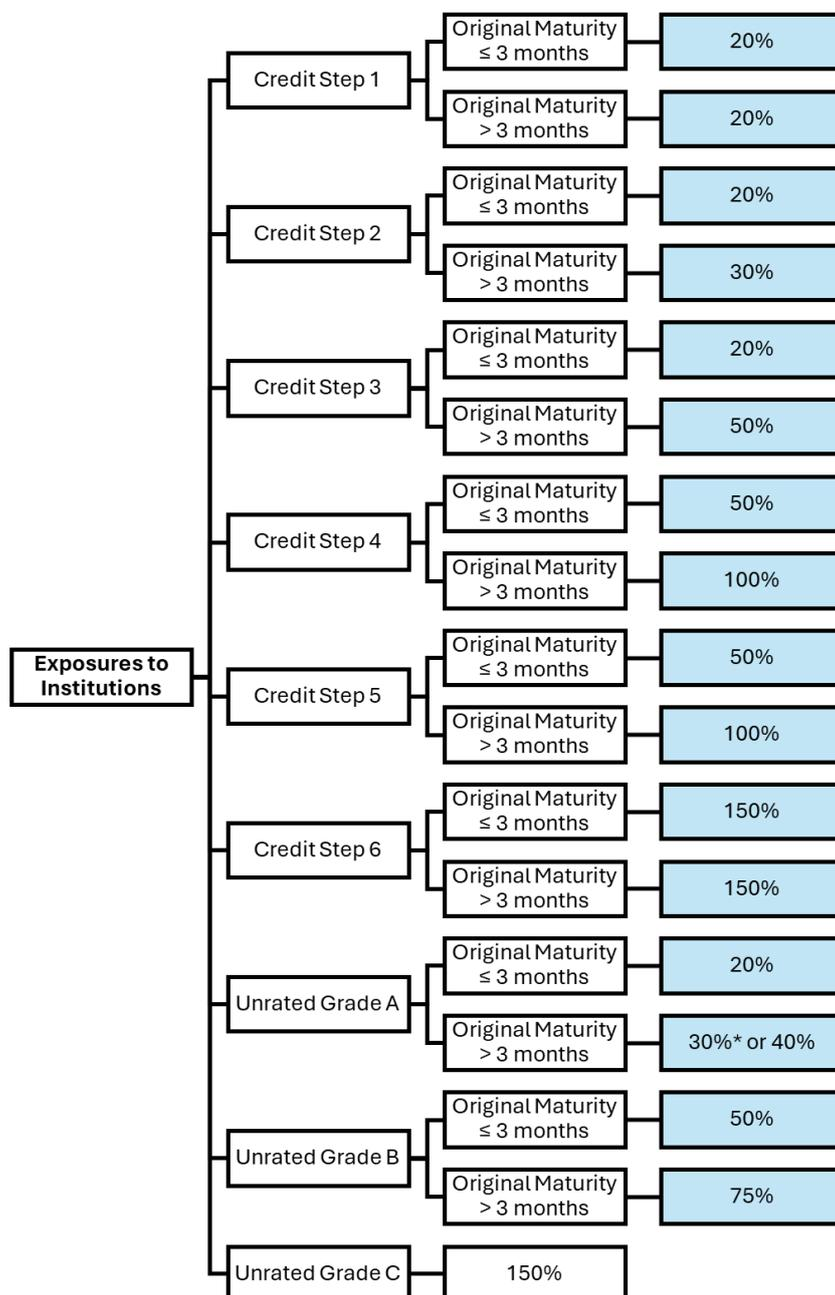 Exposures to
Institutions
Credit Step 1
Original Maturity
≤ 3 months
20%
Original Maturity
> 3 months
20%
Credit Step 2
Original Maturity
≤ 3 months
20%
Original Maturity
> 3 months
30%
Credit Step 3
Original Maturity
≤ 3 months
20%
Original Maturity
> 3 months
50%
Credit Step 4
Original Maturity
≤ 3 months
50%
Original Maturity
> 3 months
100%
Credit Step 5
Original Maturity
≤ 3 months
50%
Original Maturity
> 3 months
100%
Credit Step 6
Original Maturity
≤ 3 months
150%
Original Maturity
> 3 months
150%
Unrated Grade A
Original Maturity
≤ 3 months
20%
Original Maturity
> 3 months
30%* or 40%
Unrated Grade B
Original Maturity
≤ 3 months
50%
Original Maturity
> 3 months
75%
Unrated Grade C
150%